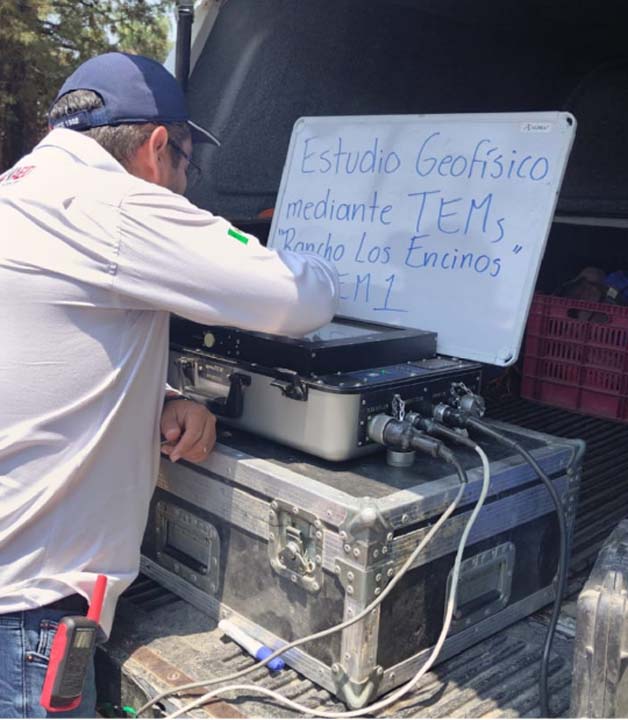 Estudio Geofísico
mediante TEMs
"Rancho Los Encinos"
EM 1